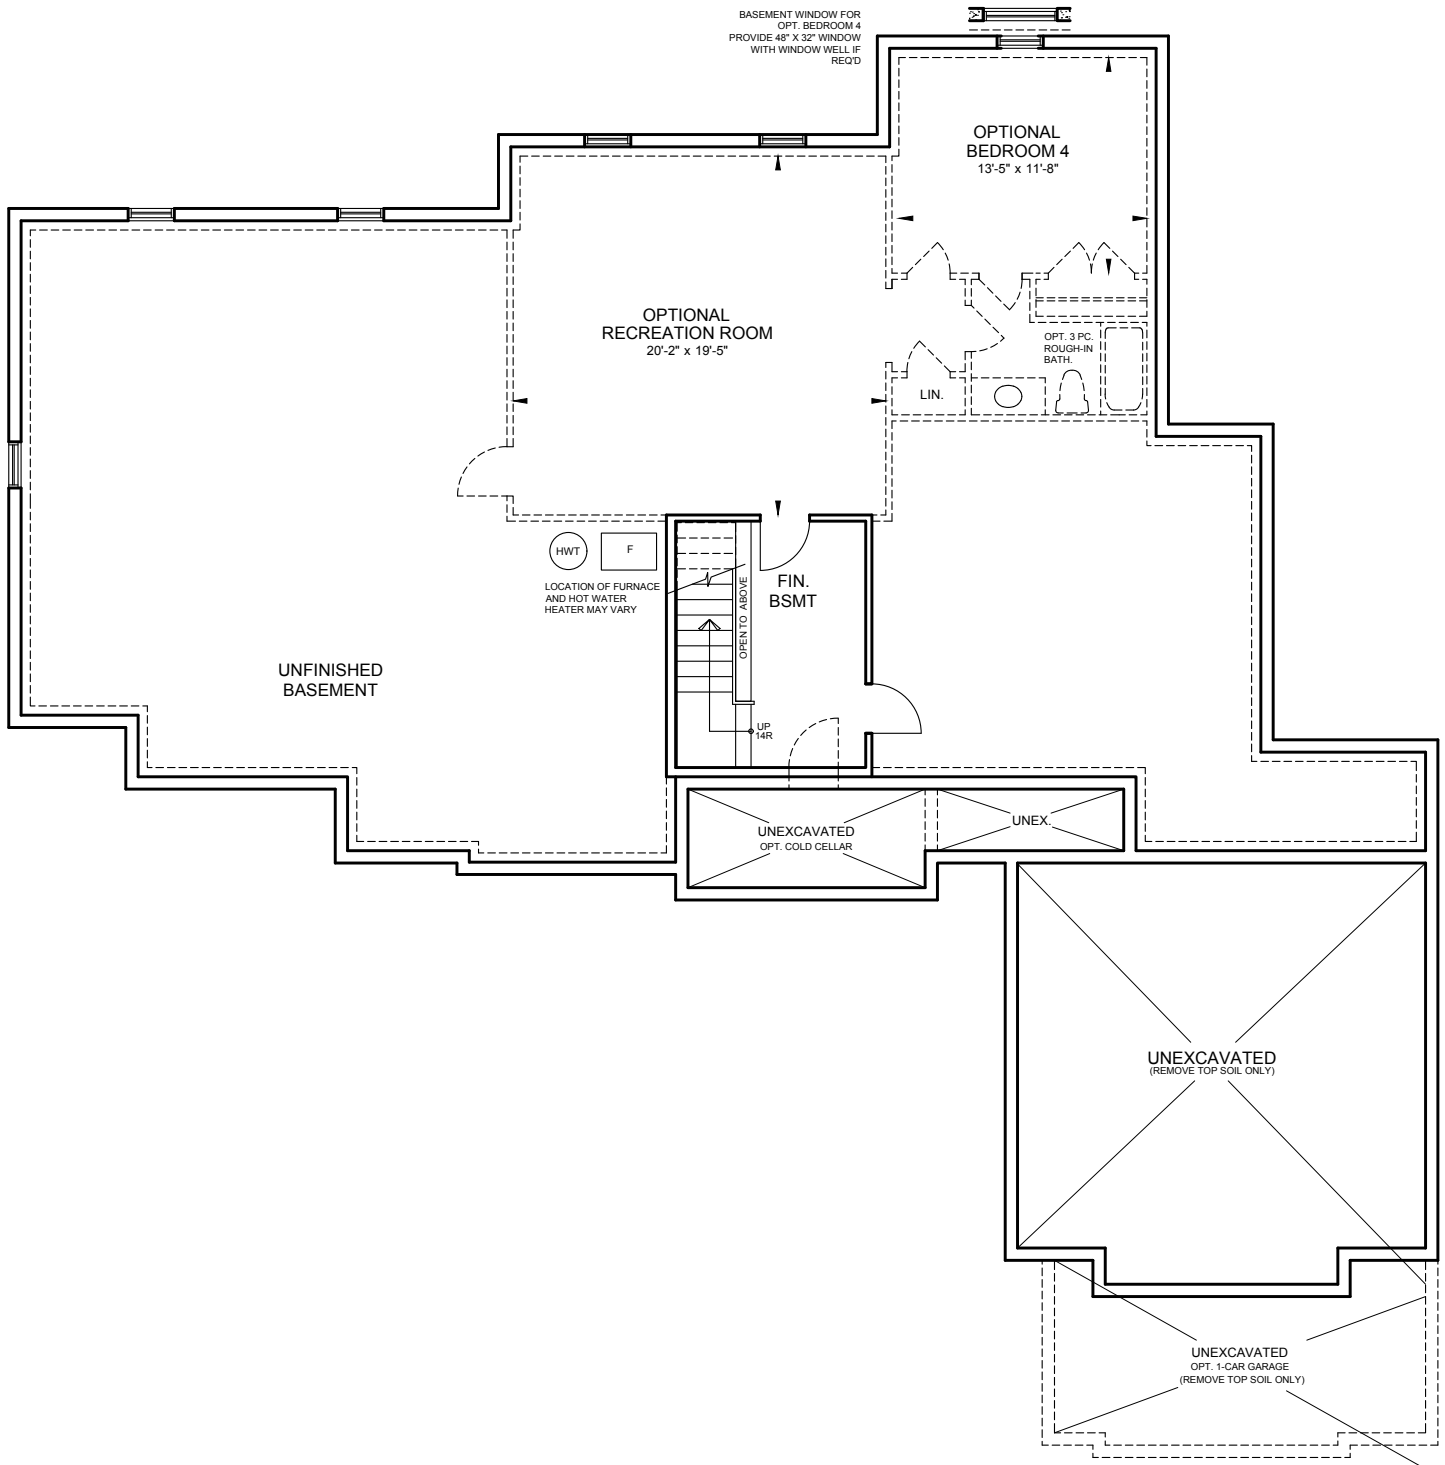 BASEMENT WINDOW FOR
OPT. BEDROOM 4
PROVIDE 48" X 32" WINDOW
WITH WINDOW WELL IF
REQ'D
OPTIONAL
BEDROOM 4
13'-5" x 11'-8"
OPTIONAL
RECREATION ROOM
20'-2" x 19'-5"
OPT. 3 PC.
ROUGH-IN
BATH.
LIN.
HWT
F
LOCATION OF FURNACE
AND HOT WATER
HEATER MAY VARY
OPEN TO ABOVE
FIN.
BSMT
UNFINISHED
BASEMENT
UP
14R
UNEXCAVATED
OPT. COLD CELLAR
UNEX.
UNEXCAVATED
(REMOVE TOP SOIL ONLY)
UNEXCAVATED
OPT. 1-CAR GARAGE
(REMOVE TOP SOIL ONLY)